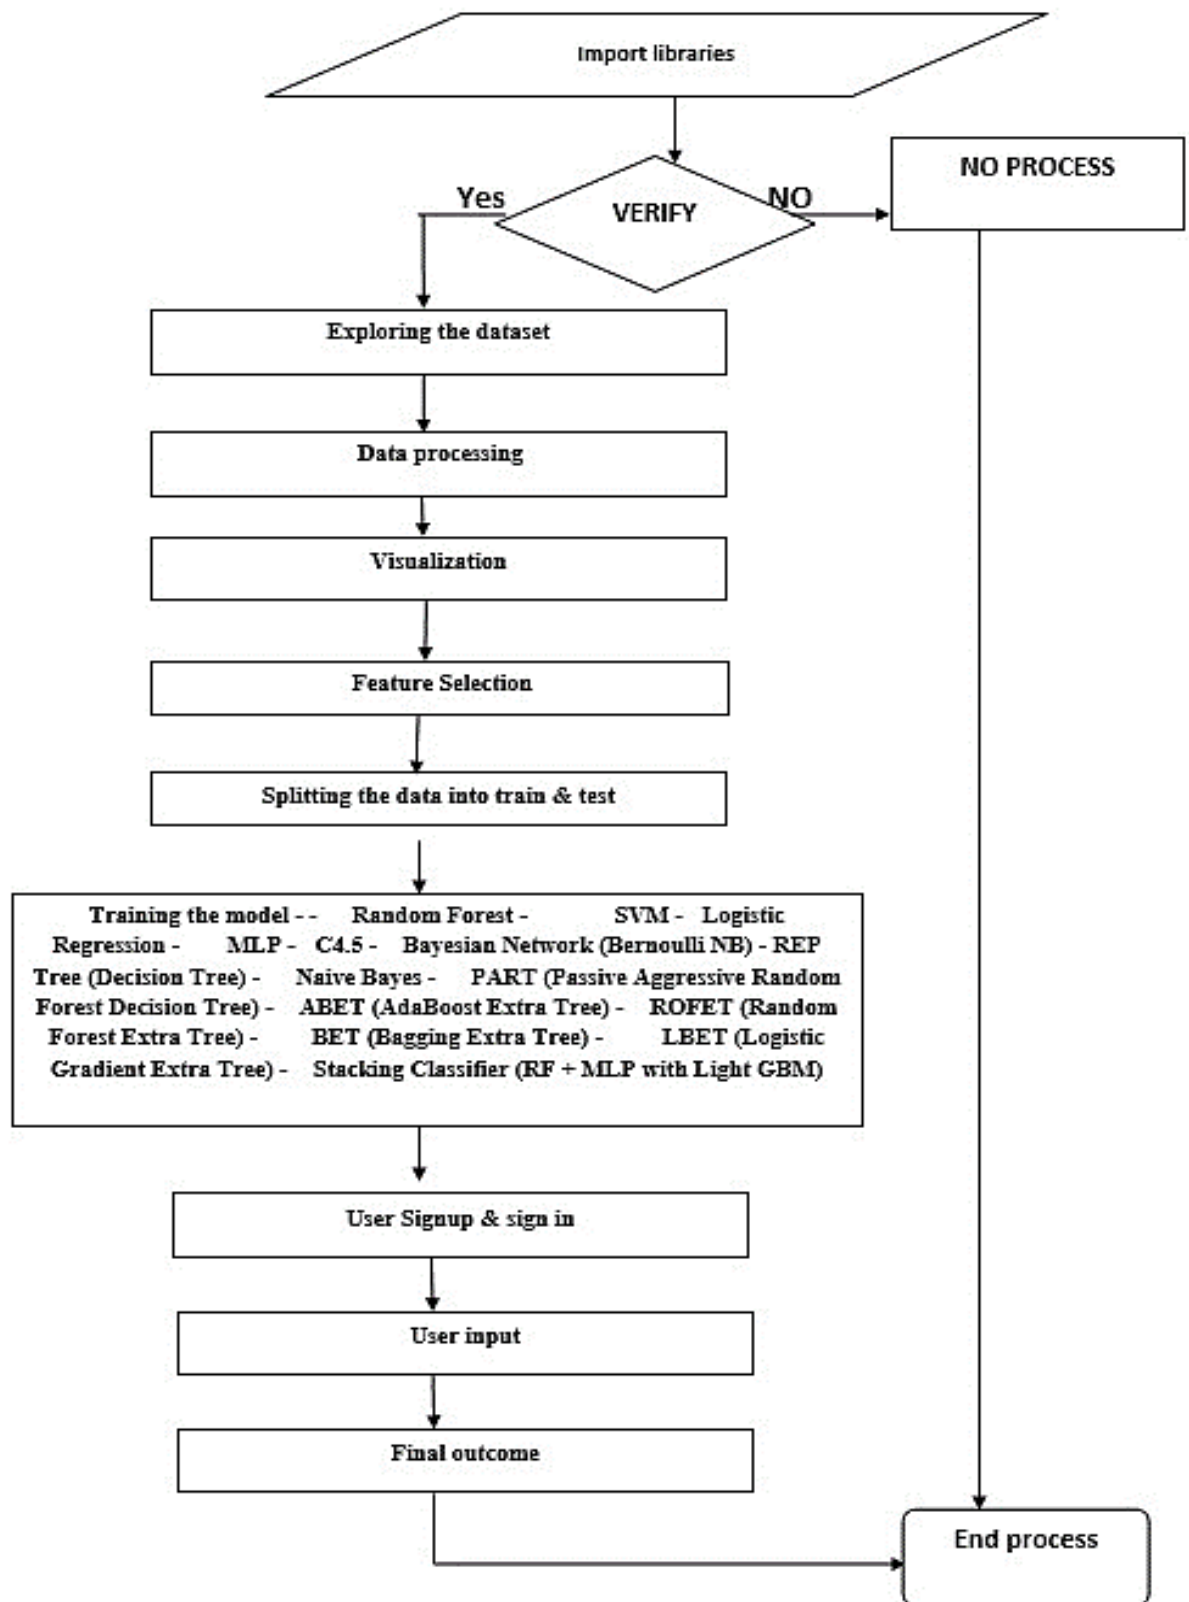 Import libraries
VERIFY
Yes
NO
NO PROCESS
Exploring the dataset
Data processing
Visualization
Feature Selection
Splitting the data into train & test
Training the model - - Random Forest - SVM - Logistic
Regression - MLP - C4.5 - Bayesian Network (Bernoulli NB) - REP
Tree (Decision Tree) - Naive Bayes - PART (Passive Aggressive Random
Forest Decision Tree) - ABET (AdaBoost Extra Tree) - ROFET (Random
Forest Extra Tree) - BET (Bagging Extra Tree) - LBET (Logistic
Gradient Extra Tree) - Stacking Classifier (RF + MLP with Light GBM)
User Signup & sign in
User input
Final outcome
End process